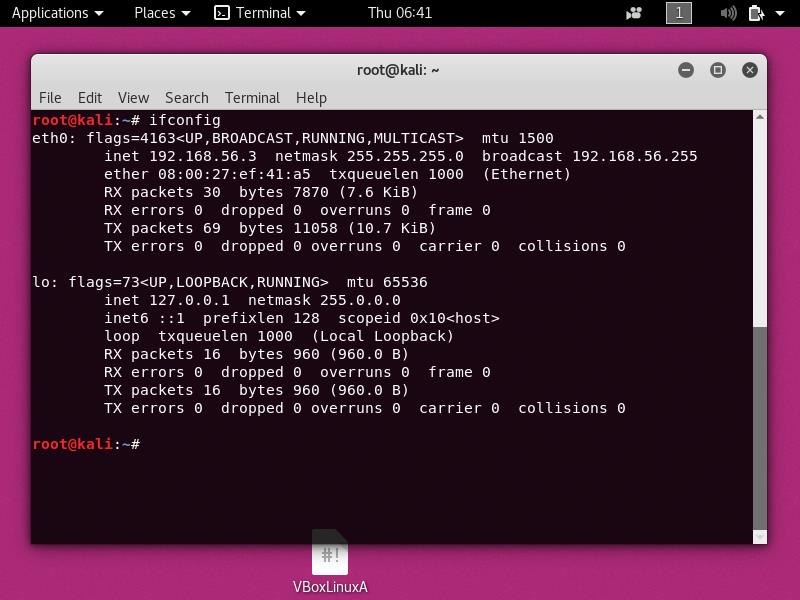 Applications Places Terminal Thu 06:41 1
root@kali: ~
File Edit View Search Terminal Help
root@kali:~# ifconfig
eth0: flags=4163<UP,BROADCAST,RUNNING,MULTICAST>  mtu 1500
        inet 192.168.56.3  netmask 255.255.255.0  broadcast 192.168.56.255
        ether 08:00:27:ef:41:a5  txqueuelen 1000  (Ethernet)
        RX packets 30  bytes 7870 (7.6 KiB)
        RX errors 0  dropped 0  overruns 0  frame 0
        TX packets 69  bytes 11058 (10.7 KiB)
        TX errors 0  dropped 0 overruns 0  carrier 0  collisions 0
lo: flags=73<UP,LOOPBACK,RUNNING>  mtu 65536
        inet 127.0.0.1  netmask 255.0.0.0
        inet6 ::1  prefixlen 128  scopeid 0x10<host>
        loop  txqueuelen 1000  (Local Loopback)
        RX packets 16  bytes 960 (960.0 B)
        RX errors 0  dropped 0  overruns 0  frame 0
        TX packets 16  bytes 960 (960.0 B)
        TX errors 0  dropped 0 overruns 0  carrier 0  collisions 0
root@kali:~#
#!
VBoxLinuxA